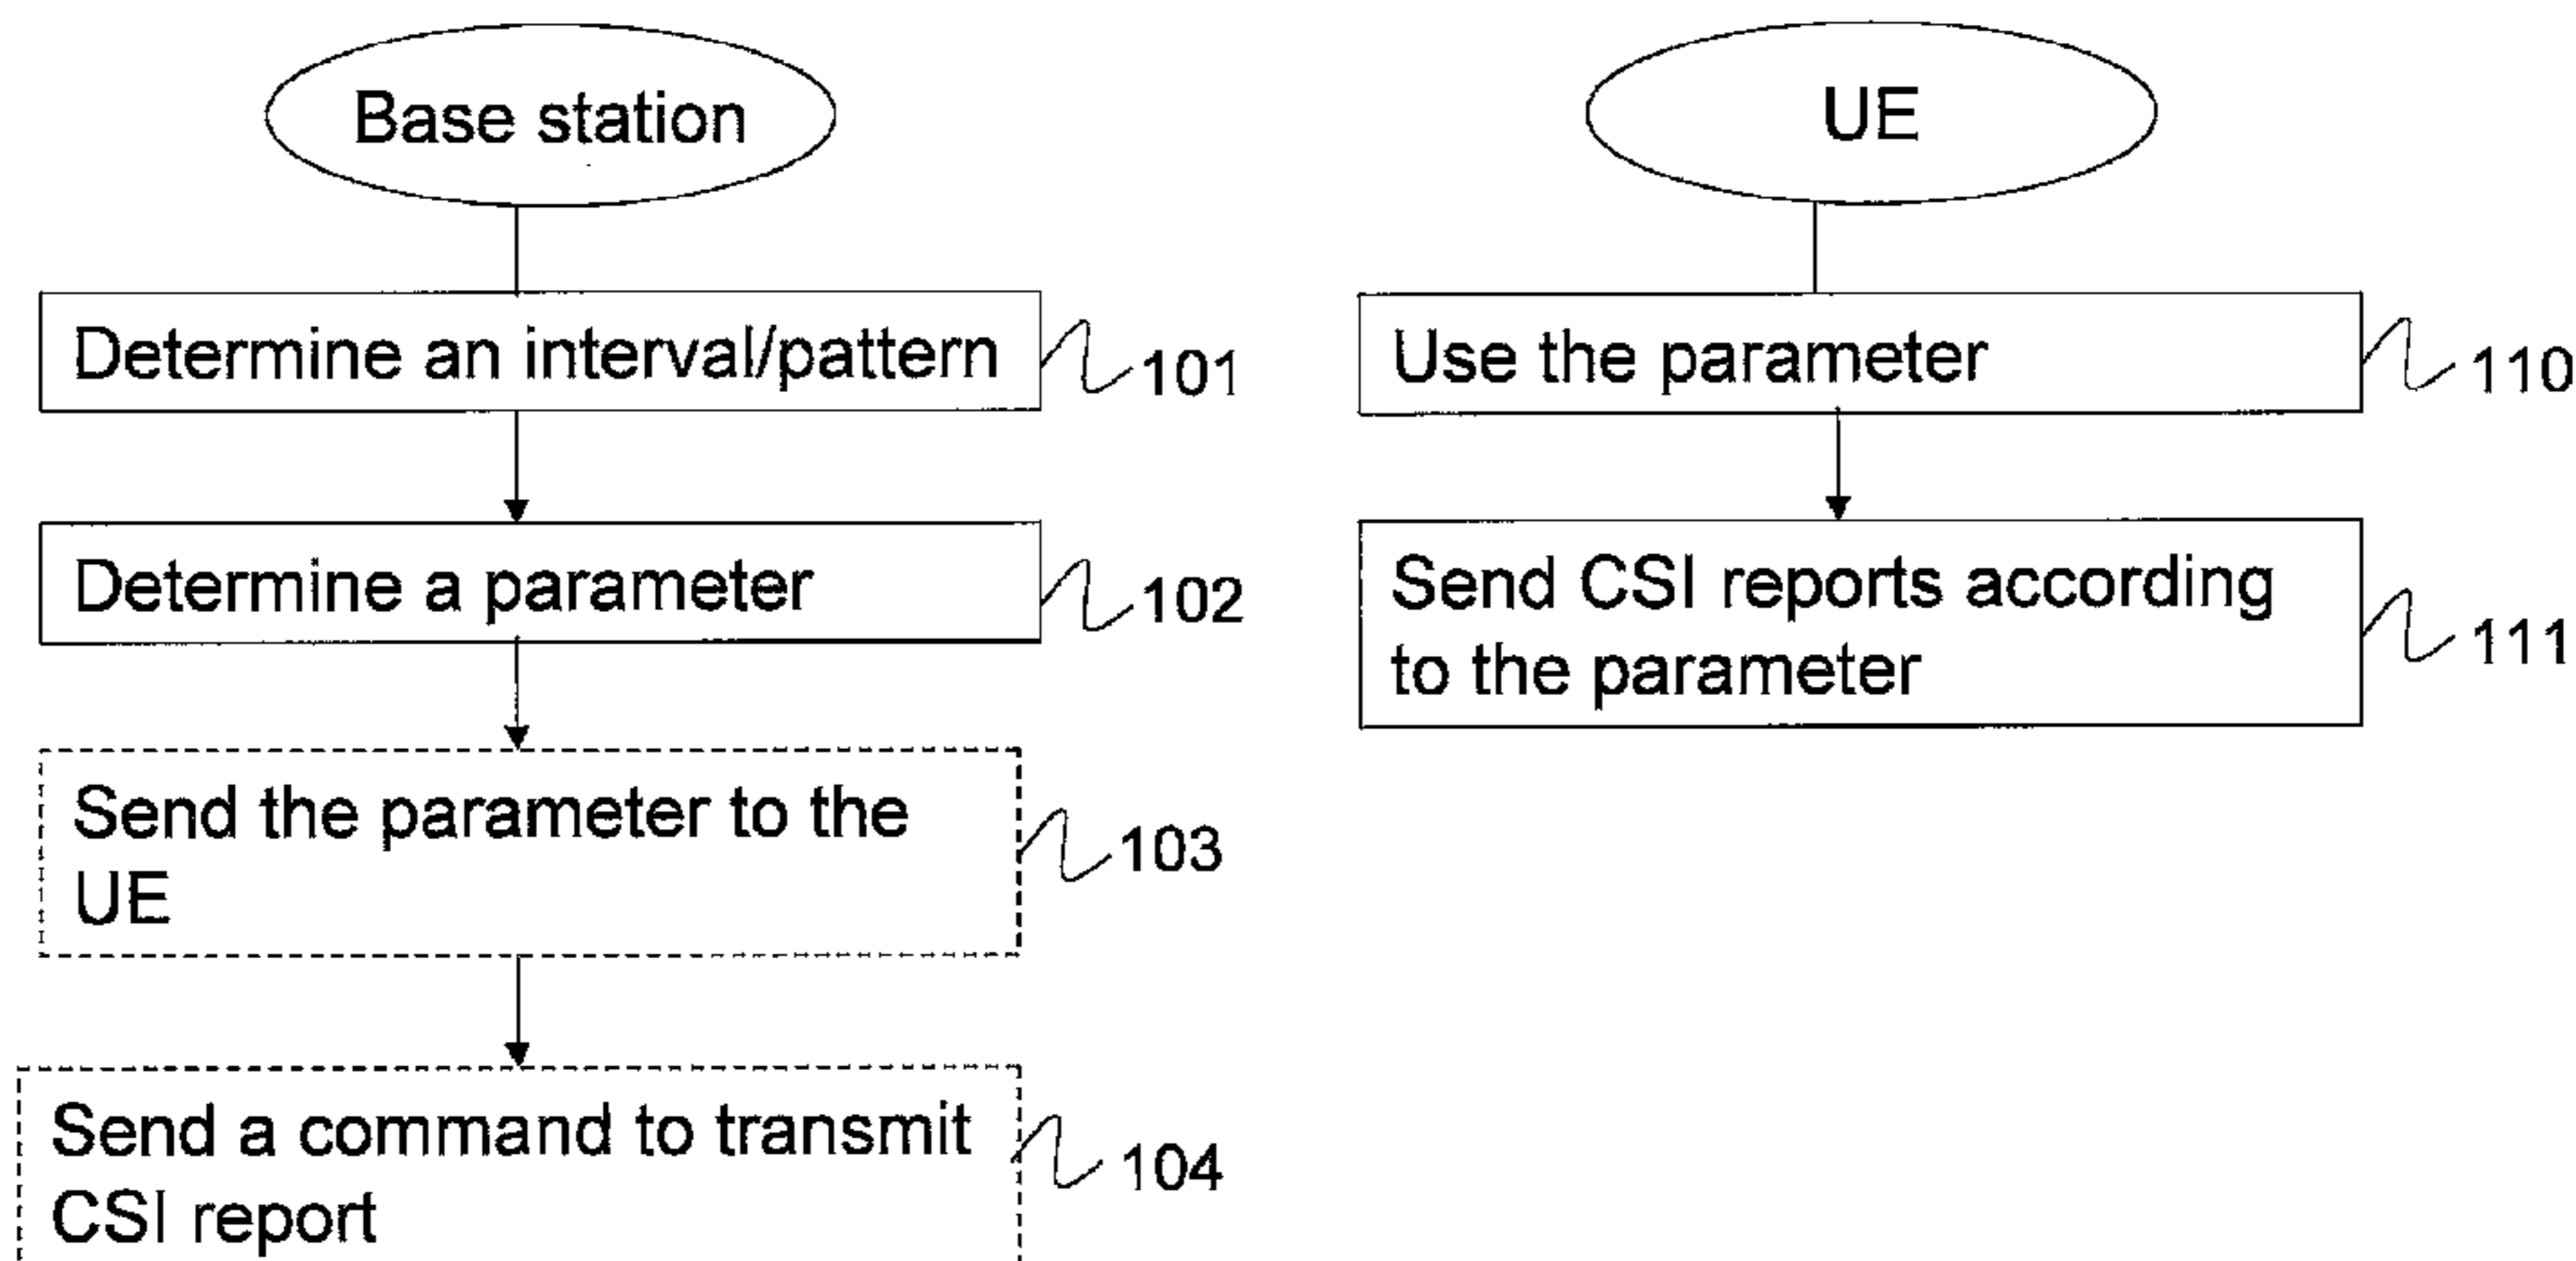 Base station
Determine an interval/pattern
101
Determine a parameter
102
Send the parameter to the
UE
103
Send a command to transmit
CSI report
104
UE
Use the parameter
110
Send CSI reports according
to the parameter
111